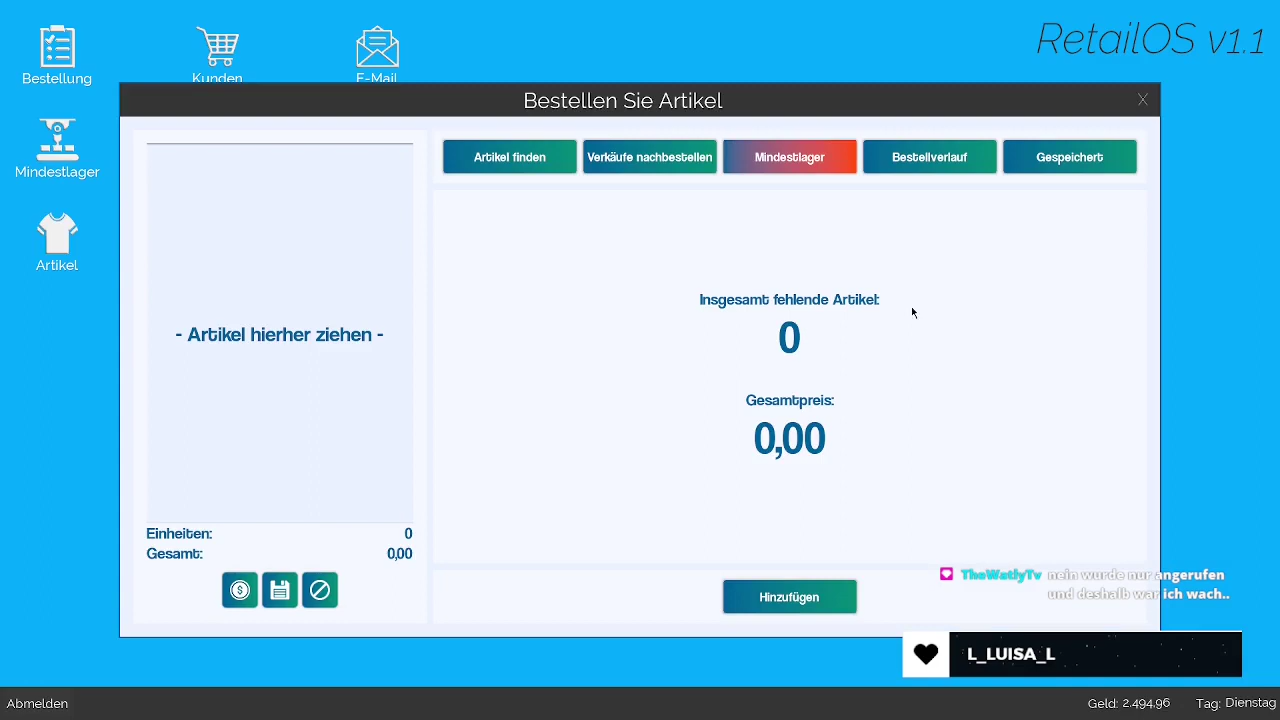 RetailOS v1.1
Bestellung
Kunden
E-Mail
Mindestlager
Artikel
Bestellen Sie Artikel
X
Artikel finden
Verkäufe nachbestellen
Mindestlager
Bestellverlauf
Gespeichert
- Artikel hierher ziehen -
Insgesamt fehlende Artikel:
0
Gesamtpreis:
0,00
Einheiten: 0
Gesamt: 0,00
Hinzufügen
TheWatlyTv nein wurde nur angerufen
und deshalb war ich wach..
L_LUISA_L
Abmelden
Geld: 2.494.96
Tag: Dienstag